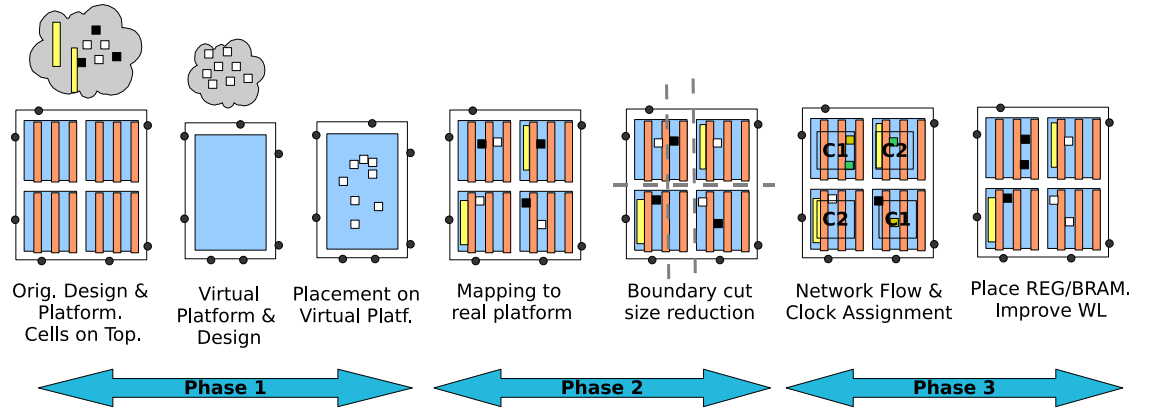 C1
C2
C2
C1
Orig. Design &
Platform.
Cells on Top.
Virtual
Platform &
Design
Placement on
Virtual Platf.
Mapping to
real platform
Boundary cut
size reduction
Network Flow &
Clock Assignment
Place REG/BRAM.
Improve WL
Phase 1
Phase 2
Phase 3